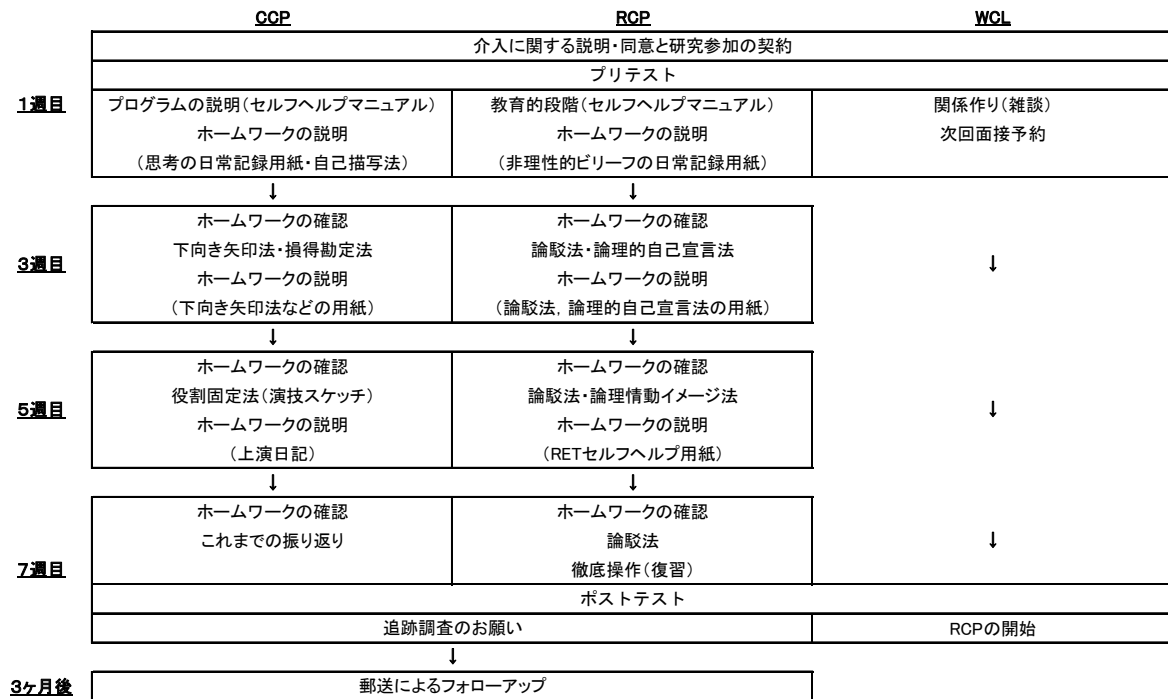 CCP RCP WCL
介入に関する説明・同意と研究参加の契約
プリテスト
1週目
プログラムの説明(セルフヘルプマニュアル)
ホームワークの説明
(思考の日常記録用紙・自己描写法)
教育的段階(セルフヘルプマニュアル)
ホームワークの説明
(非理性的ビリーフの日常記録用紙)
関係作り(雑談)
次回面接予約
↓ ↓
3週目
ホームワークの確認
下向き矢印法・損得勘定法
ホームワークの説明
(下向き矢印法などの用紙)
ホームワークの確認
論駁法・論理的自己宣言法
ホームワークの説明
(論駁法, 論理的自己宣言法の用紙)
↓
↓ ↓
5週目
ホームワークの確認
役割固定法(演技スケッチ)
ホームワークの説明
(上演日記)
ホームワークの確認
論駁法・論理情動イメージ法
ホームワークの説明
(RETセルフヘルプ用紙)
↓
↓ ↓
7週目
ホームワークの確認
これまでの振り返り
ホームワークの確認
論駁法
徹底操作(復習)
↓
ポストテスト
追跡調査のお願い
RCPの開始
↓
3ヶ月後
郵送によるフォローアップ